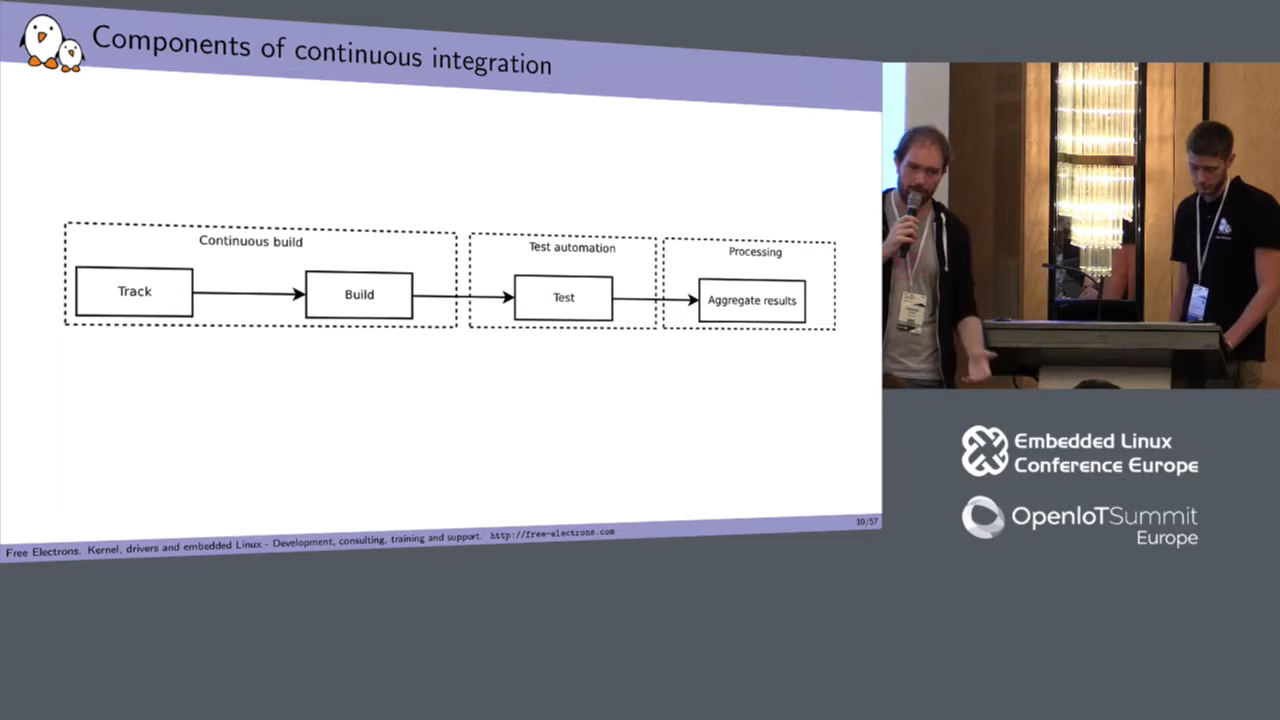 Components of continuous integration
Continuous build
Test automation
Processing
Track
Build
Test
Aggregate results
10/57
Free Electrons. Kernel, drivers and embedded Linux - Development, consulting, training and support. http://free-electrons.com
Embedded Linux
Conference Europe
OpenIoTSummit
Europe